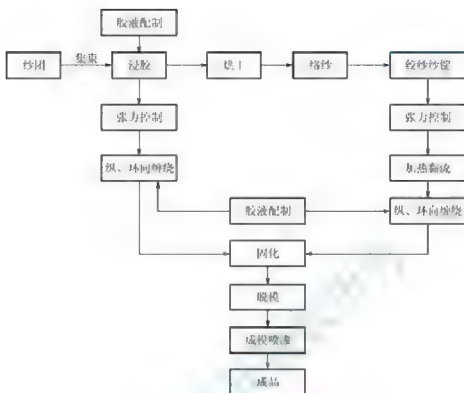 胶液配制
纱团
集束
浸胶
烘干
络纱
胶纱纱锭
张力控制
张力控制
纵、环向缠绕
加热黏流
胶液配制
纵、环向缠绕
固化
脱模
成模喷漆
成品